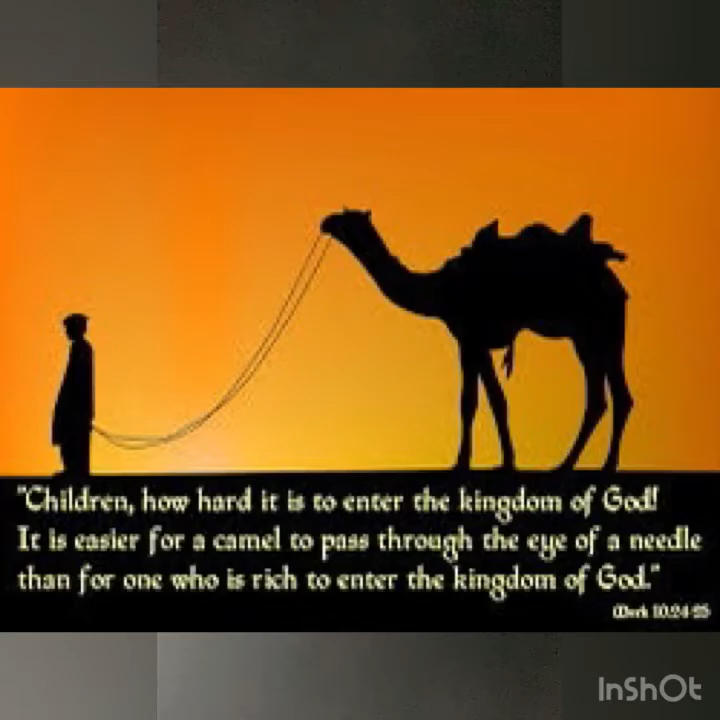 "Children, how hard it is to enter the kingdom of God!
It is easier for a camel to pass through the eye of a needle
than for one who is rich to enter the kingdom of God."
Mark 10:24-25
InShOt